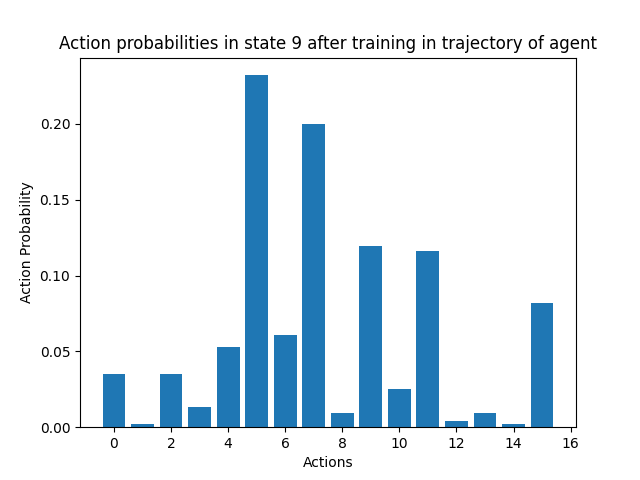 Action probabilities in state 9 after training in trajectory of agent
0.20
0.15
0.10
0.05
0.00
Action Probability
0 2 4 6 8 10 12 14 16
Actions